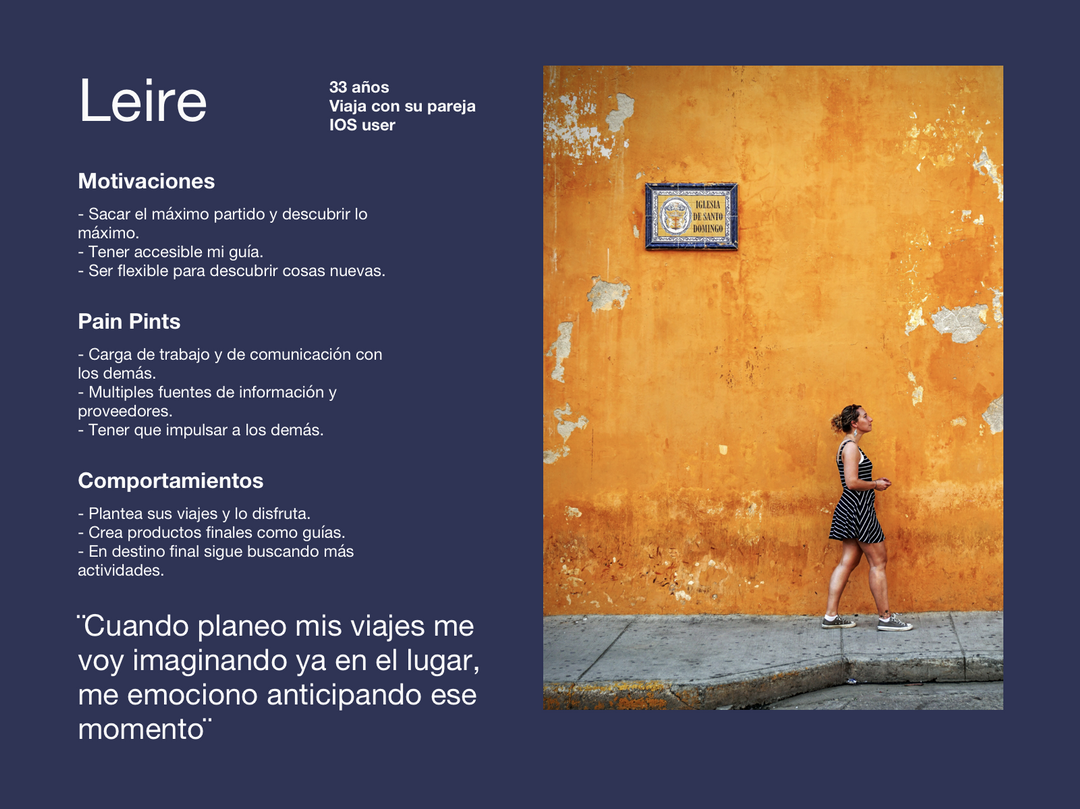 Leire
33 años
Viaja con su pareja
IOS user
Motivaciones
- Sacar el máximo partido y descubrir lo
máximo.
- Tener accesible mi guía.
- Ser flexible para descubrir cosas nuevas.
Pain Pints
- Carga de trabajo y de comunicación con
los demás.
- Multiples fuentes de información y
proveedores.
- Tener que impulsar a los demás.
Comportamientos
- Plantea sus viajes y lo disfruta.
- Crea productos finales como guías.
- En destino final sigue buscando más
actividades.
¨Cuando planeo mis viajes me
voy imaginando ya en el lugar,
me emociono anticipando ese
momento¨
IGLESIA
DE SANTO
DOMINGO